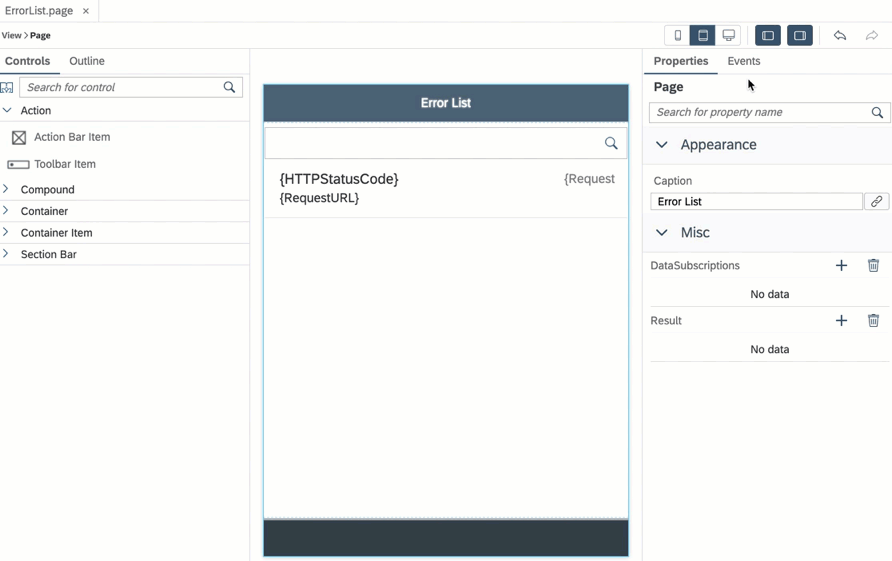 ErrorList.page ×
View > Page
Controls Outline
Search for control
Action
Action Bar Item
Toolbar Item
Compound
Container
Container Item
Section Bar
Error List
{HTTPStatusCode} {Request
{RequestURL}
Properties Events
Page
Search for property name
Appearance
Caption
Error List
Misc
DataSubscriptions
No data
Result
No data